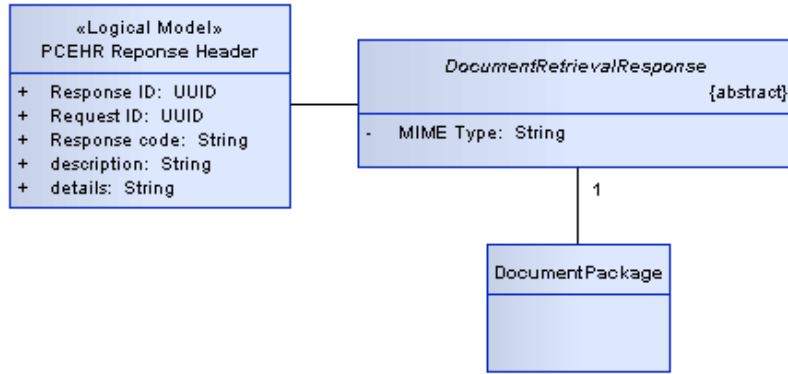 «Logical Model»
PCEHR Reponse Header
+ Response ID: UUID
+ Request ID: UUID
+ Response code: String
+ description: String
+ details: String
DocumentRetrievalResponse
{abstract}
- MIME Type: String
1
DocumentPackage